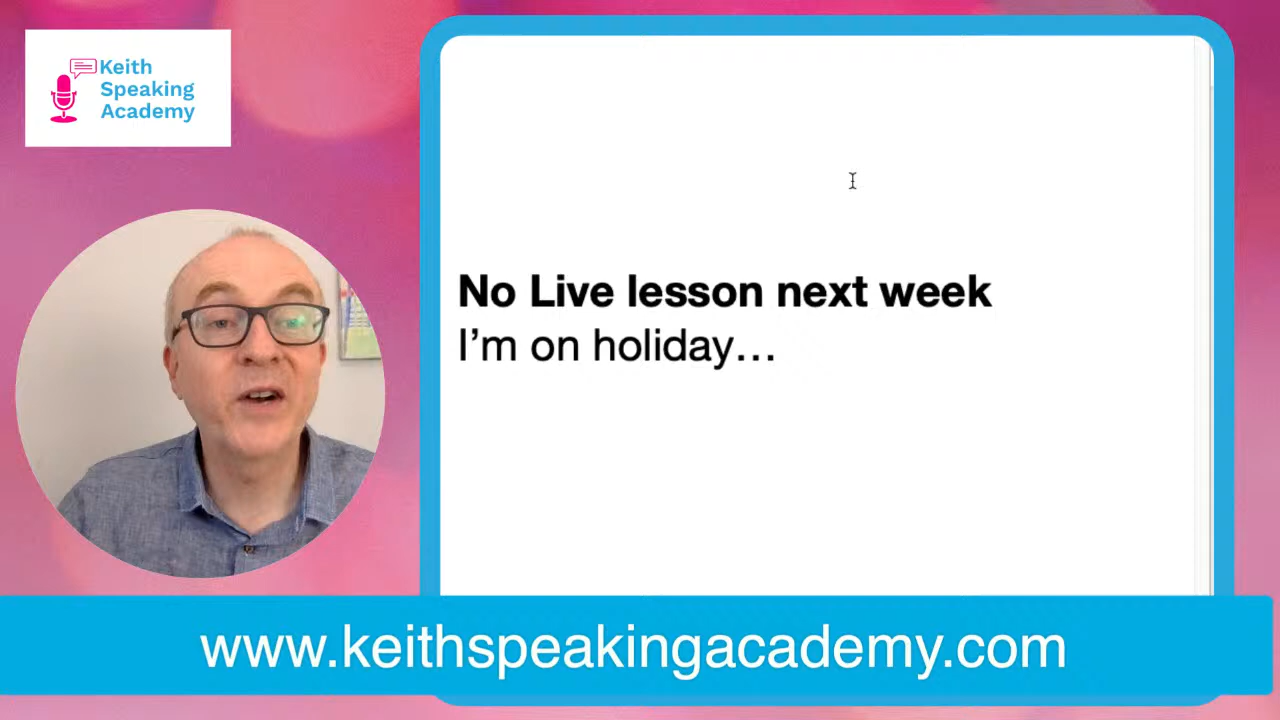 Keith
Speaking
Academy
No Live lesson next week
I'm on holiday…
www.keithspeakingacademy.com